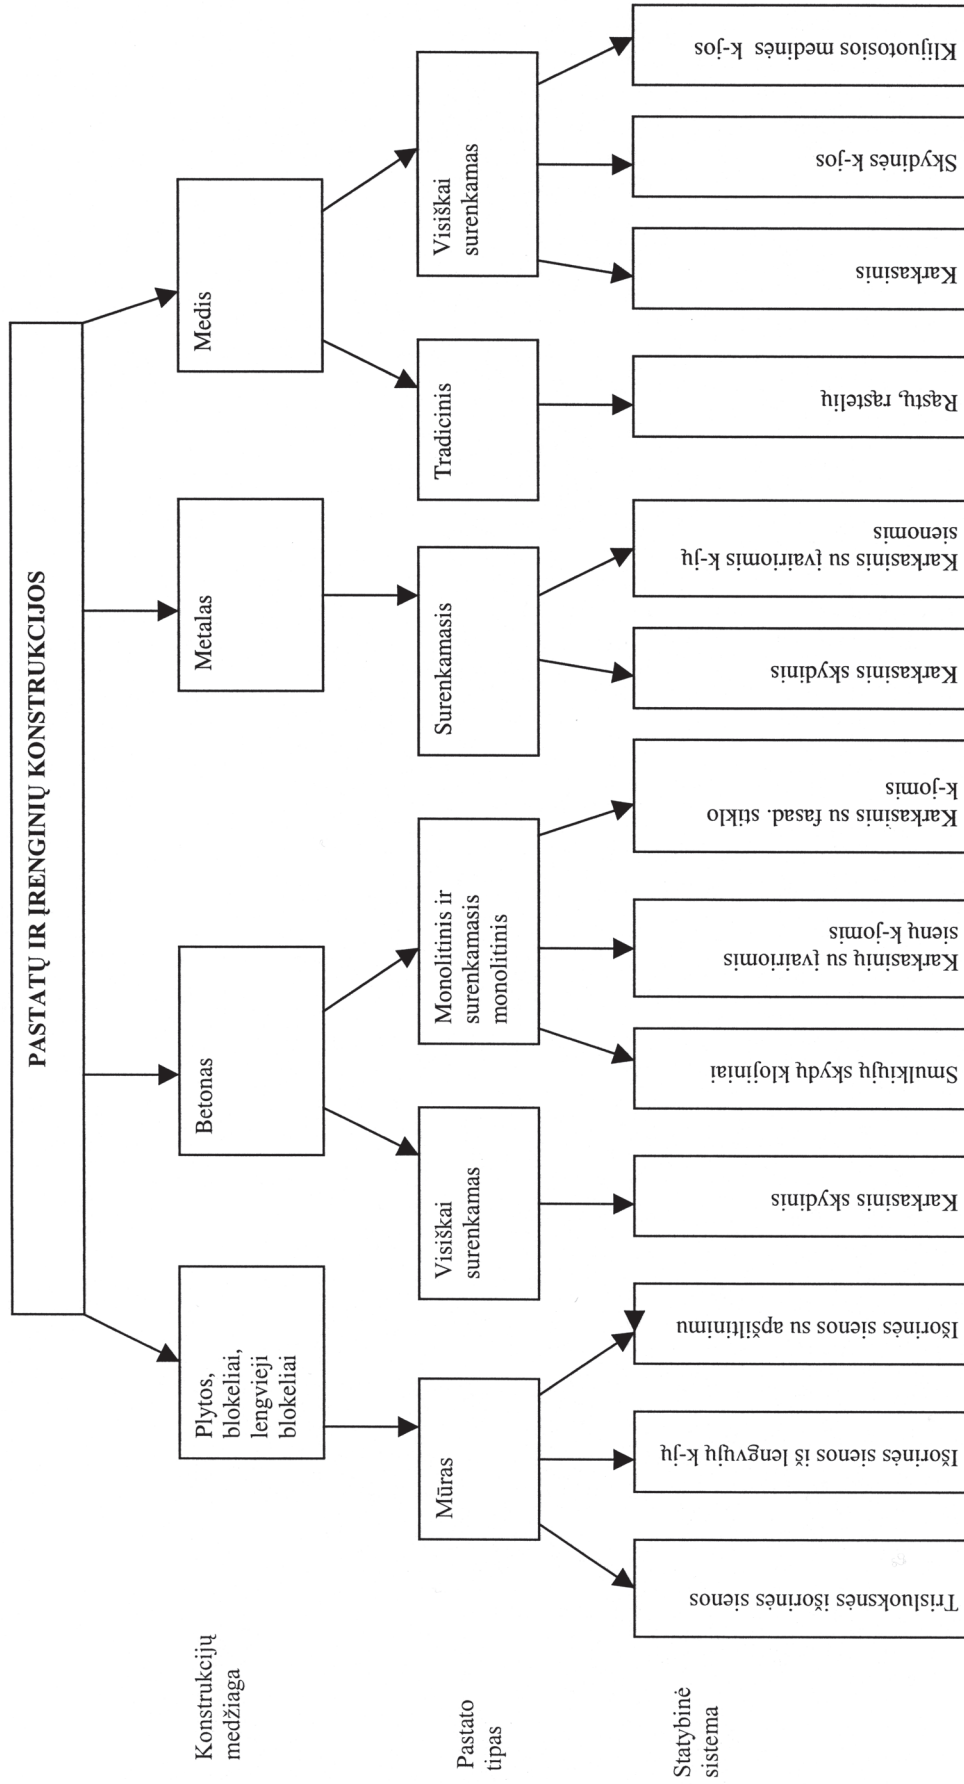 PASTATŲ IR ĮRENGINIŲ KONSTRUKCIJOS
Konstrukcijų
medžiaga
Plytos,
blokeliai,
lengvieji
blokeliai
Betonas
Metalas
Medis
Pastato
tipas
Mūras
Visiškai
surenkamas
Monolitinis ir
surenkamasis
monolitinis
Surenkamasis
Tradicinis
Visiškai
surenkamas
Statybinė
sistema
Trisluoksnės išorinės sienos
Išorinės sienos iš lengvųjų k-jų
Išorinės sienos su apšiltinimu
Karkasinis skydinis
Smulkiųjų skydų klojiniai
Karkasinių su įvairiomis
sienų k-jomis
Karkasinis su fasad. stiklo
k-jomis
Karkasinis skydinis
Karkasinis su įvairiomis k-jų
sienomis
Rąstų, rąstelių
Karkasinis
Skydinės k-jos
Klijuotosios medinės k-jos